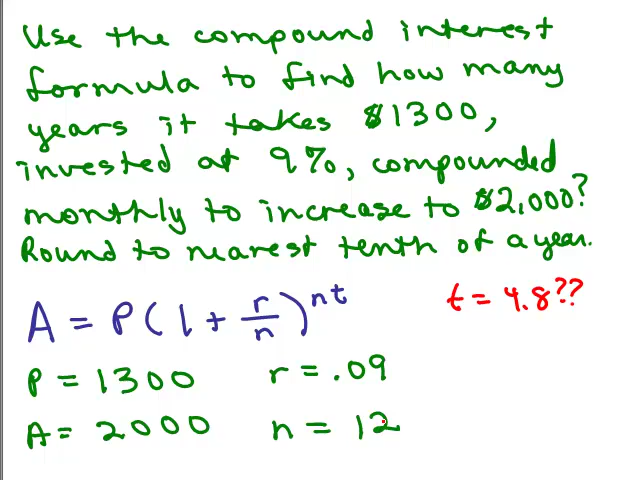 Use the compound interest
formula to find how many
years it takes $1300,
invested at 9%, compounded
monthly to increase to $2,000?
Round to nearest tenth of a year.
A = P(1 + r/n)^nt
t = 4.8??
P = 1300
r = .09
A = 2000
n = 12